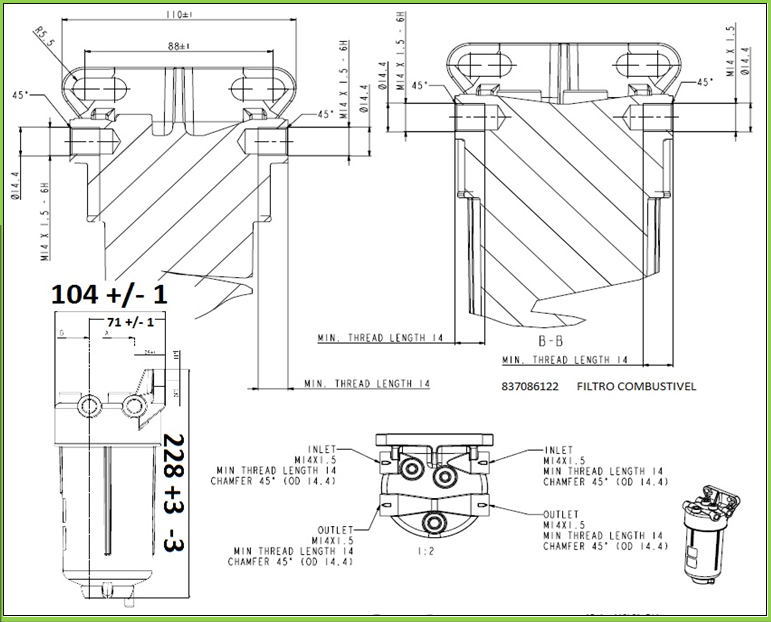 110±1
88±1
R5.5
45°
45°
M14 X 1.5 - 6H
Ø14.4
Ø14.4
M14 X 1.5 - 6H
M14 X 1.5 - 6H
Ø14.4
45°
45°
M14 X 1.5
Ø14.4
104 +/- 1
71 +/- 1
G
A
228 +3 -3
MIN. THREAD LENGTH 14
B-B
MIN. THREAD LENGTH 14
MIN. THREAD LENGTH 14
837086122 FILTRO COMBUSTIVEL
INLET
M14X1.5
MIN THREAD LENGTH 14
CHAMFER 45° (OD 14.4)
INLET
M14X1.5
MIN THREAD LENGTH 14
CHAMFER 45° (OD 14.4)
OUTLET
M14X1.5
MIN THREAD LENGTH 14
CHAMFER 45° (OD 14.4)
OUTLET
M14X1.5
MIN THREAD LENGTH 14
CHAMFER 45° (OD 14.4)
1:2